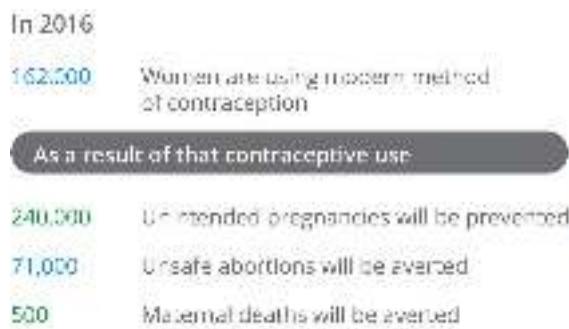 In 2016
162,000 Women are using modern method
of contraception
As a result of that contraceptive use
240,000 Unintended pregnancies will be prevented
71,000 Unsafe abortions will be averted
500 Maternal deaths will be averted